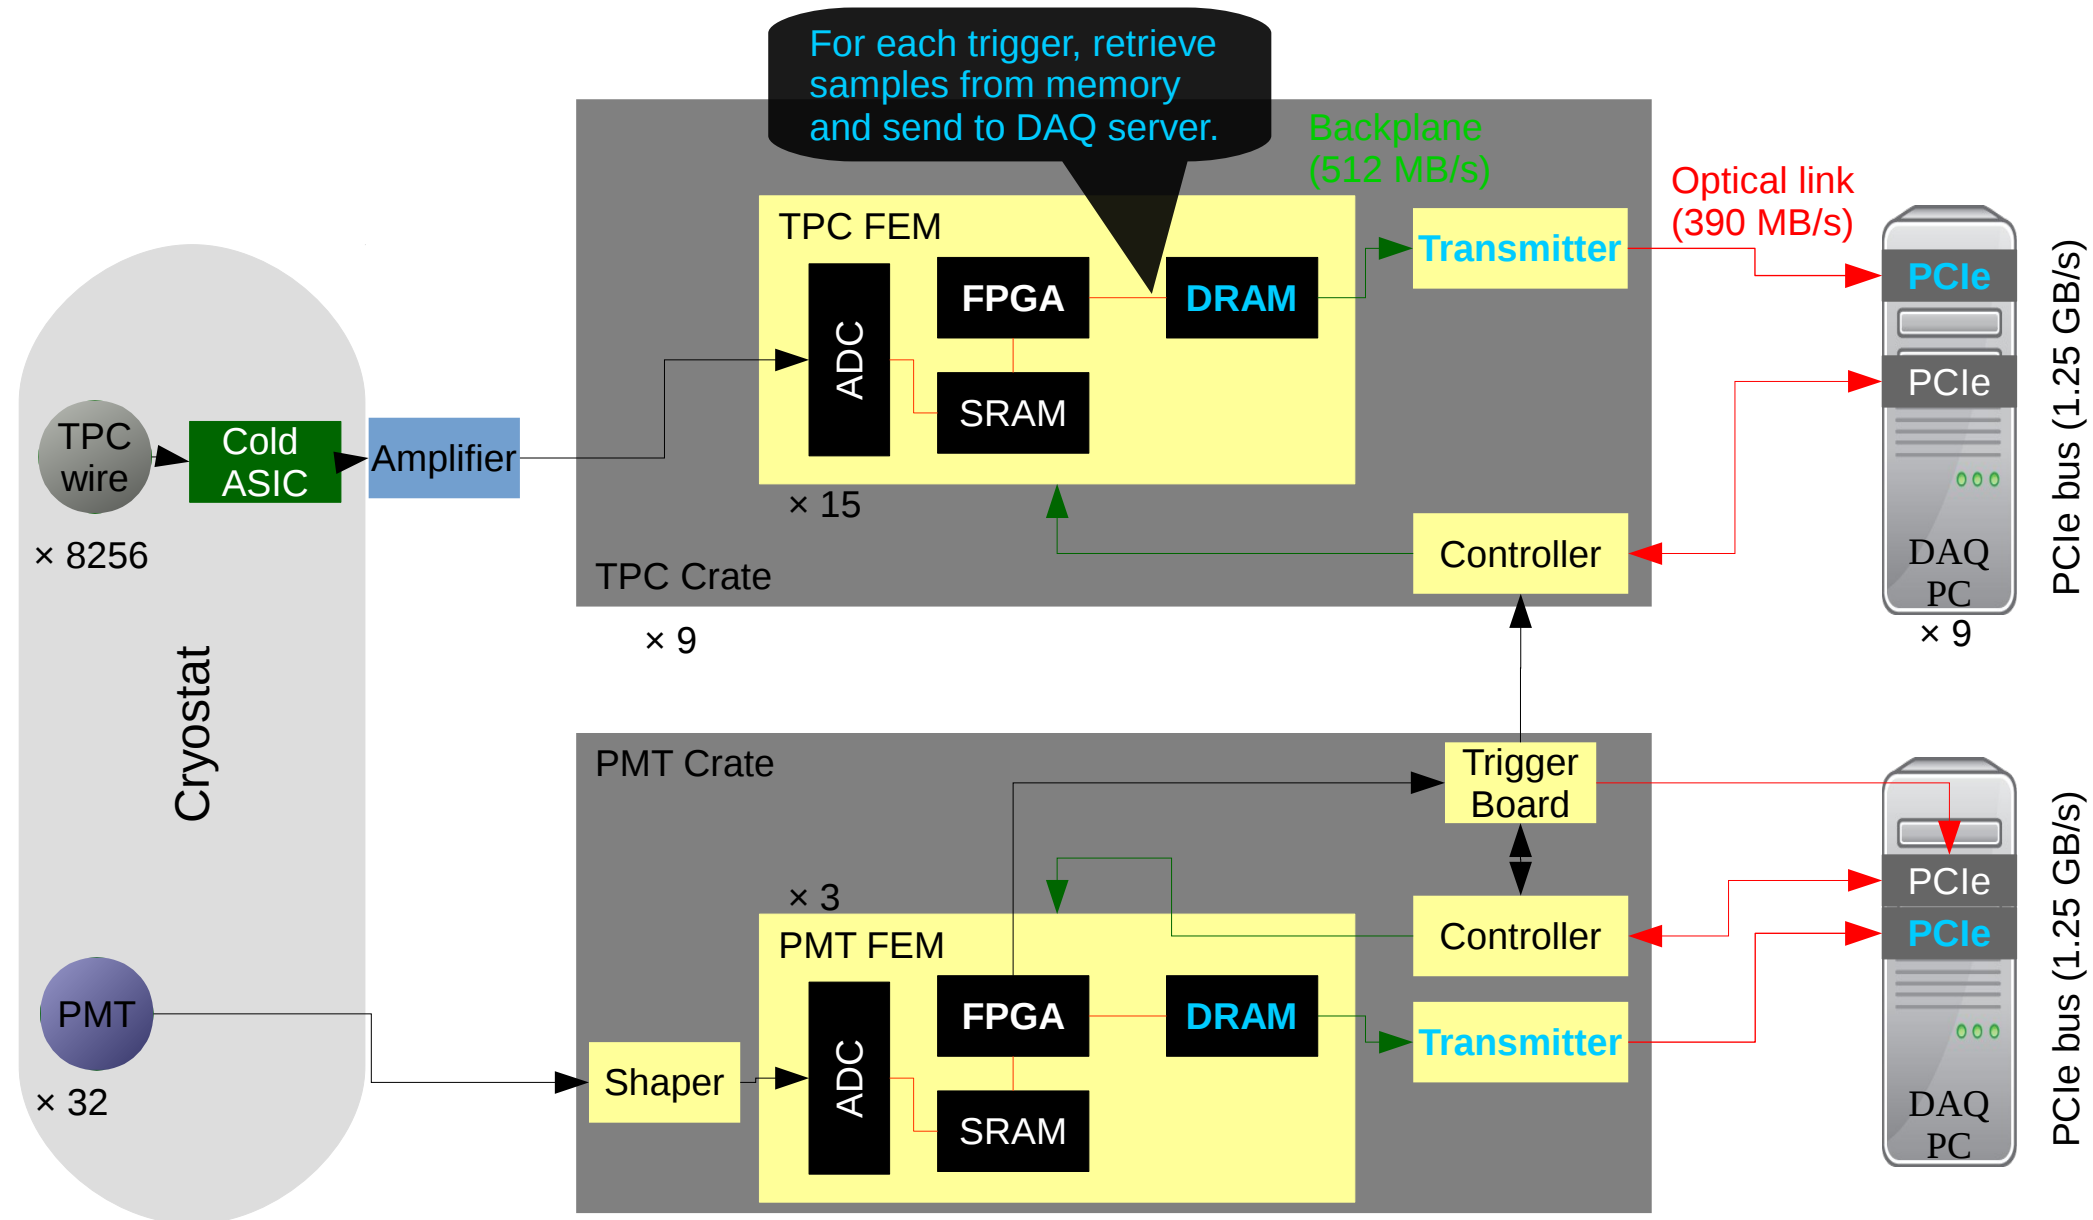 For each trigger, retrieve
samples from memory
and send to DAQ server.
Backplane
(512 MB/s)
Optical link
(390 MB/s)
TPC FEM
ADC
FPGA
DRAM
SRAM
× 15
Transmitter
Controller
TPC Crate
× 9
PCIe
PCIe
DAQ
PC
× 9
PCIe bus (1.25 GB/s)
TPC
wire
Cold
ASIC
Amplifier
× 8256
Cryostat
PMT
× 32
PMT Crate
Trigger
Board
× 3
PMT FEM
Shaper
ADC
FPGA
DRAM
SRAM
Controller
Transmitter
PCIe
PCIe
DAQ
PC
PCIe bus (1.25 GB/s)